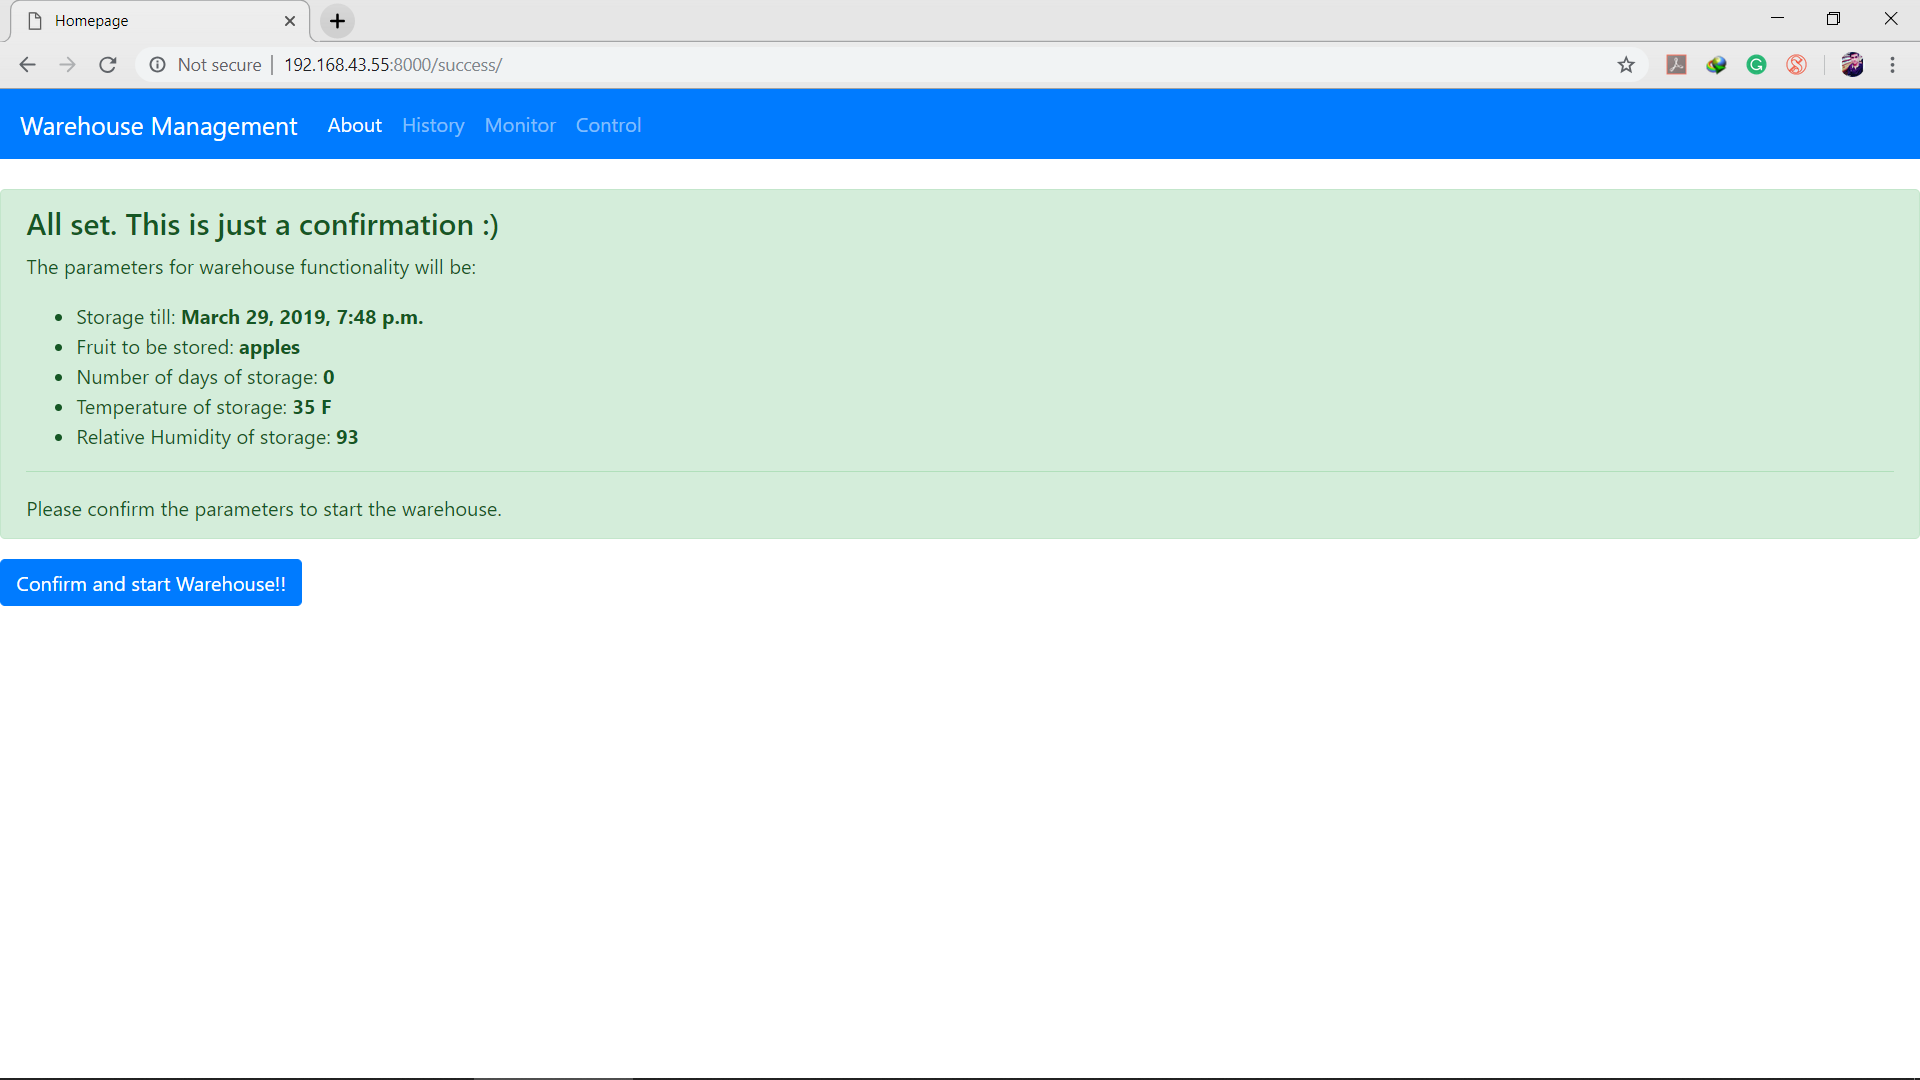 Homepage
Not secure | 192.168.43.55:8000/success/
Warehouse Management About History Monitor Control
All set. This is just a confirmation :)
The parameters for warehouse functionality will be:
• Storage till: March 29, 2019, 7:48 p.m.
• Fruit to be stored: apples
• Number of days of storage: 0
• Temperature of storage: 35 F
• Relative Humidity of storage: 93
Please confirm the parameters to start the warehouse.
Confirm and start Warehouse!!